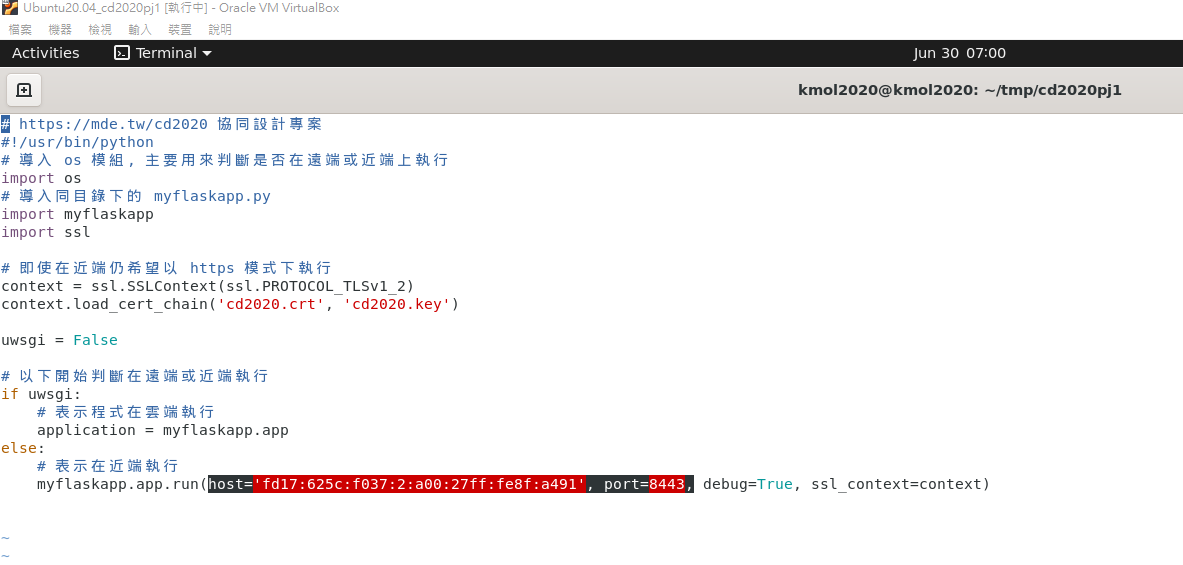 Ubuntu20.04_cd2020pj1 [執行中] - Oracle VM VirtualBox
檔案 機器 檢視 輸入 裝置 說明
Activities Terminal Jun 30 07:00
kmol2020@kmol2020: ~/tmp/cd2020pj1
# https://mde.tw/cd2020 協同設計專案
#!/usr/bin/python
# 導入 os 模組, 主要用來判斷是否在遠端或近端上執行
import os
# 導入同目錄下的 myflaskapp.py
import myflaskapp
import ssl
# 即使在近端仍希望以 https 模式下執行
context = ssl.SSLContext(ssl.PROTOCOL_TLSv1_2)
context.load_cert_chain('cd2020.crt', 'cd2020.key')
uwsgi = False
# 以下開始判斷在遠端或近端執行
if uwsgi:
    # 表示程式在雲端執行
    application = myflaskapp.app
else:
    # 表示在近端執行
    myflaskapp.app.run(host='fd17:625c:f037:2:a00:27ff:fe8f:a491', port=8443, debug=True, ssl_context=context)
~
~